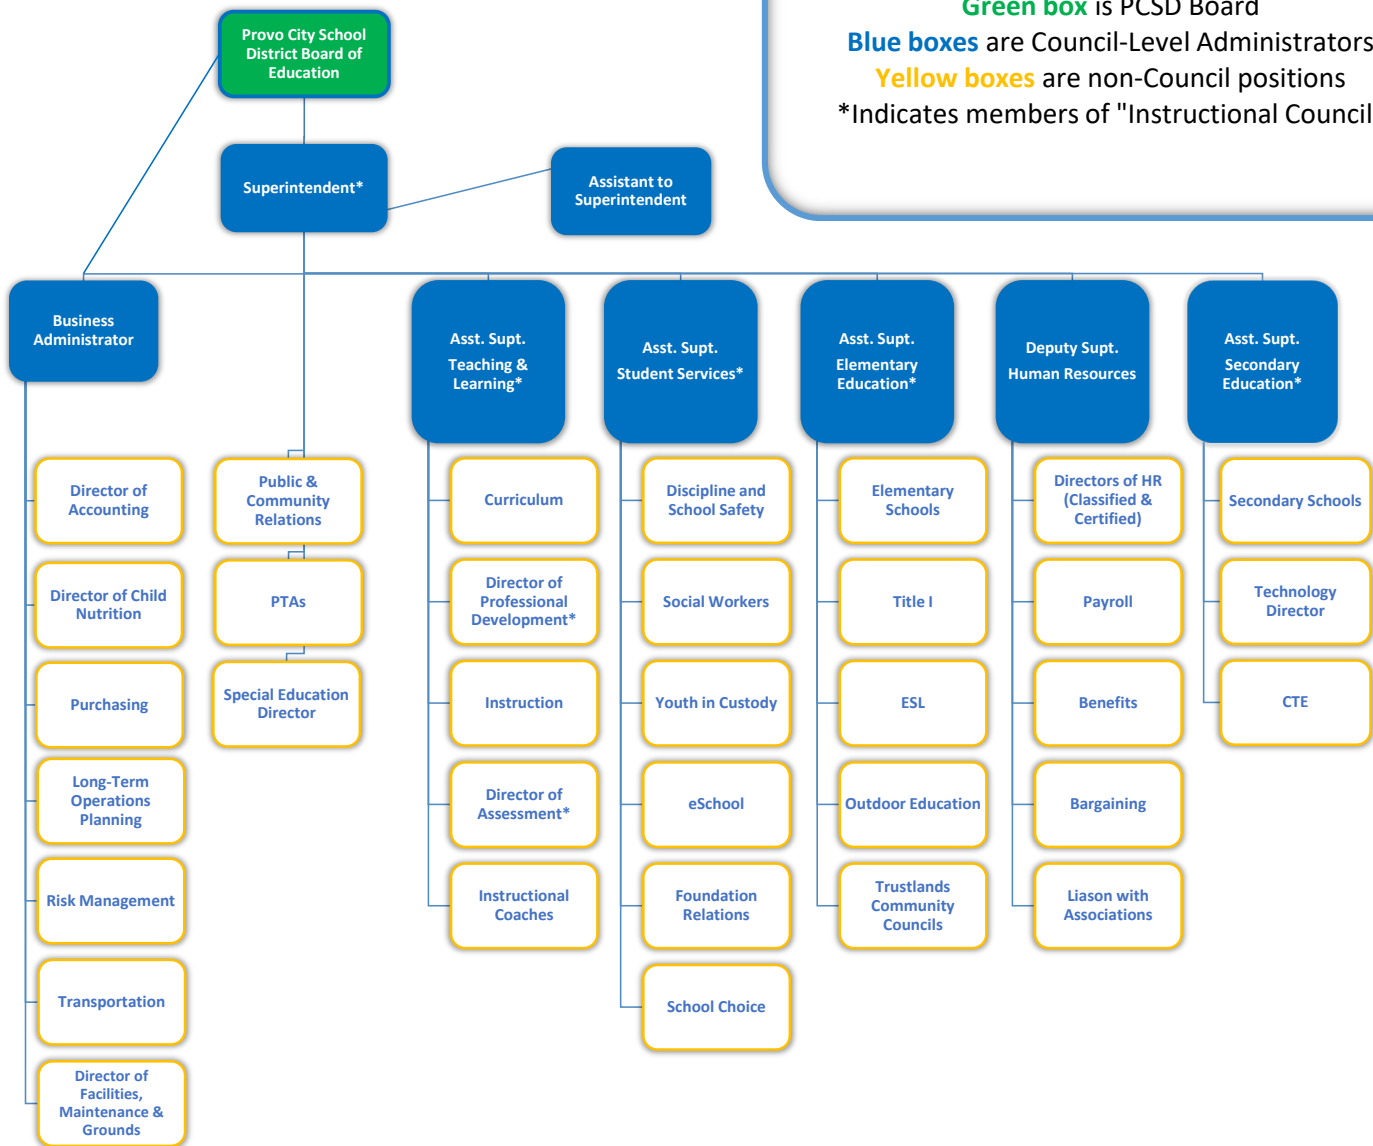 Green box is PCSD Board
Blue boxes are Council-Level Administrators
Yellow boxes are non-Council positions
*Indicates members of "Instructional Council
Provo City School
District Board of
Education
Superintendent*
Assistant to
Superintendent
Business
Administrator
Asst. Supt.
Teaching &
Learning*
Asst. Supt.
Student Services*
Asst. Supt.
Elementary
Education*
Deputy Supt.
Human Resources
Asst. Supt.
Secondary
Education*
Director of
Accounting
Director of Child
Nutrition
Purchasing
Long-Term
Operations
Planning
Risk Management
Transportation
Director of
Facilities,
Maintenance &
Grounds
Public &
Community
Relations
PTAs
Special Education
Director
Curriculum
Director of
Professional
Development*
Instruction
Director of
Assessment*
Instructional
Coaches
Discipline and
School Safety
Social Workers
Youth in Custody
eSchool
Foundation
Relations
School Choice
Elementary
Schools
Title I
ESL
Outdoor Education
Trustlands
Community
Councils
Directors of HR
(Classified &
Certified)
Payroll
Benefits
Bargaining
Liason with
Associations
Secondary Schools
Technology
Director
CTE